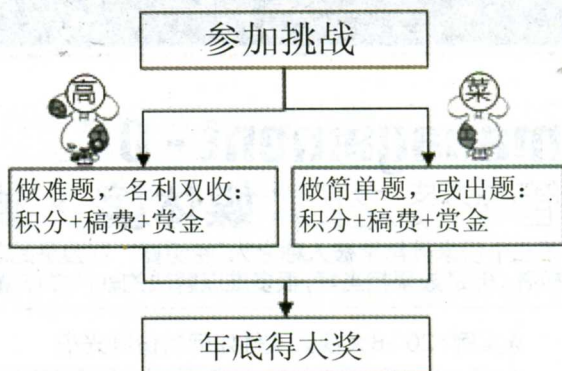 参加挑战
高
菜
做难题，名利双收：
积分+稿费+赏金
做简单题，或出题：
积分+稿费+赏金
年底得大奖